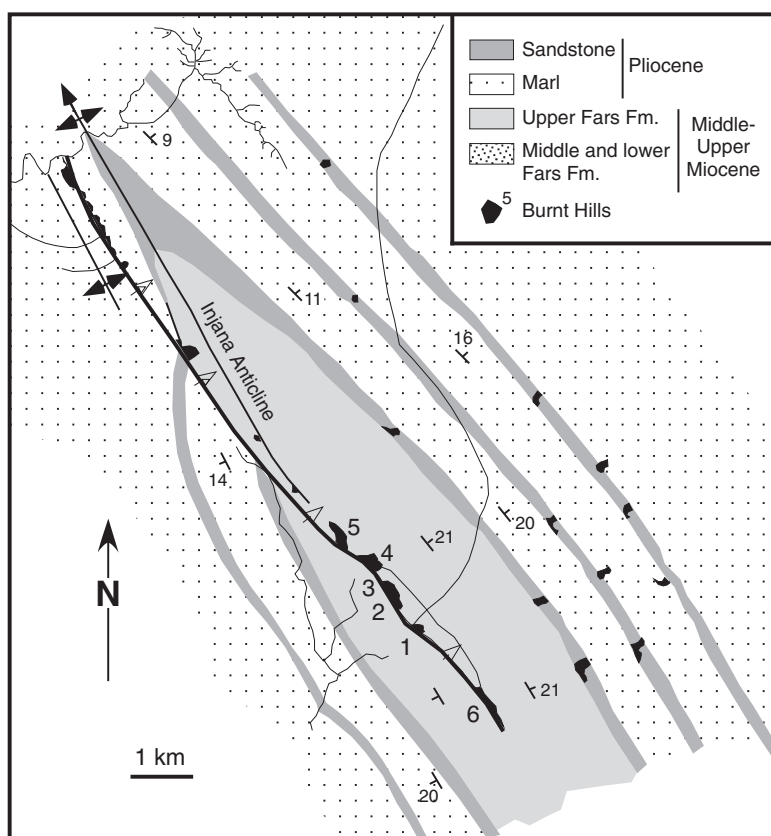 Sandstone
Marl
Pliocene
Upper Fars Fm.
Middle and lower
Fars Fm.
Middle-
Upper
Miocene
5
Burnt Hills
9
11
16
Injana Anticline
14
20
21
5
4
3
2
1
6
21
20
N
1 km